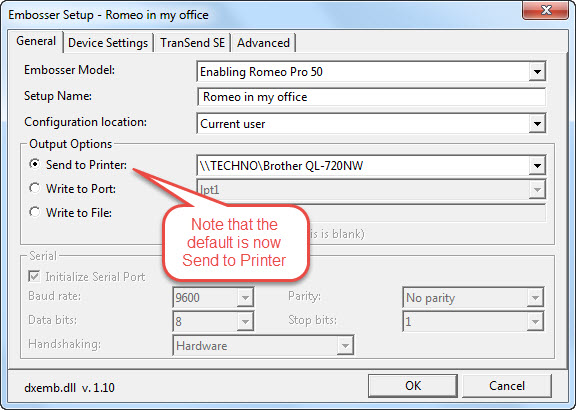 Embosser Setup - Romeo in my office
General Device Settings TranSend SE Advanced
Embosser Model: Enabling Romeo Pro 50
Setup Name: Romeo in my office
Configuration location: Current user
Output Options
Send to Printer: \\TECHNO\Brother QL-720NW
Write to Port: lpt1
Write to File:
is is blank)
Note that the
default is now
Send to Printer
Serial
Initialize Serial Port
Baud rate: 9600 Parity: No parity
Data bits: 8 Stop bits: 1
Handshaking: Hardware
dxemb.dll v. 1.10 OK Cancel